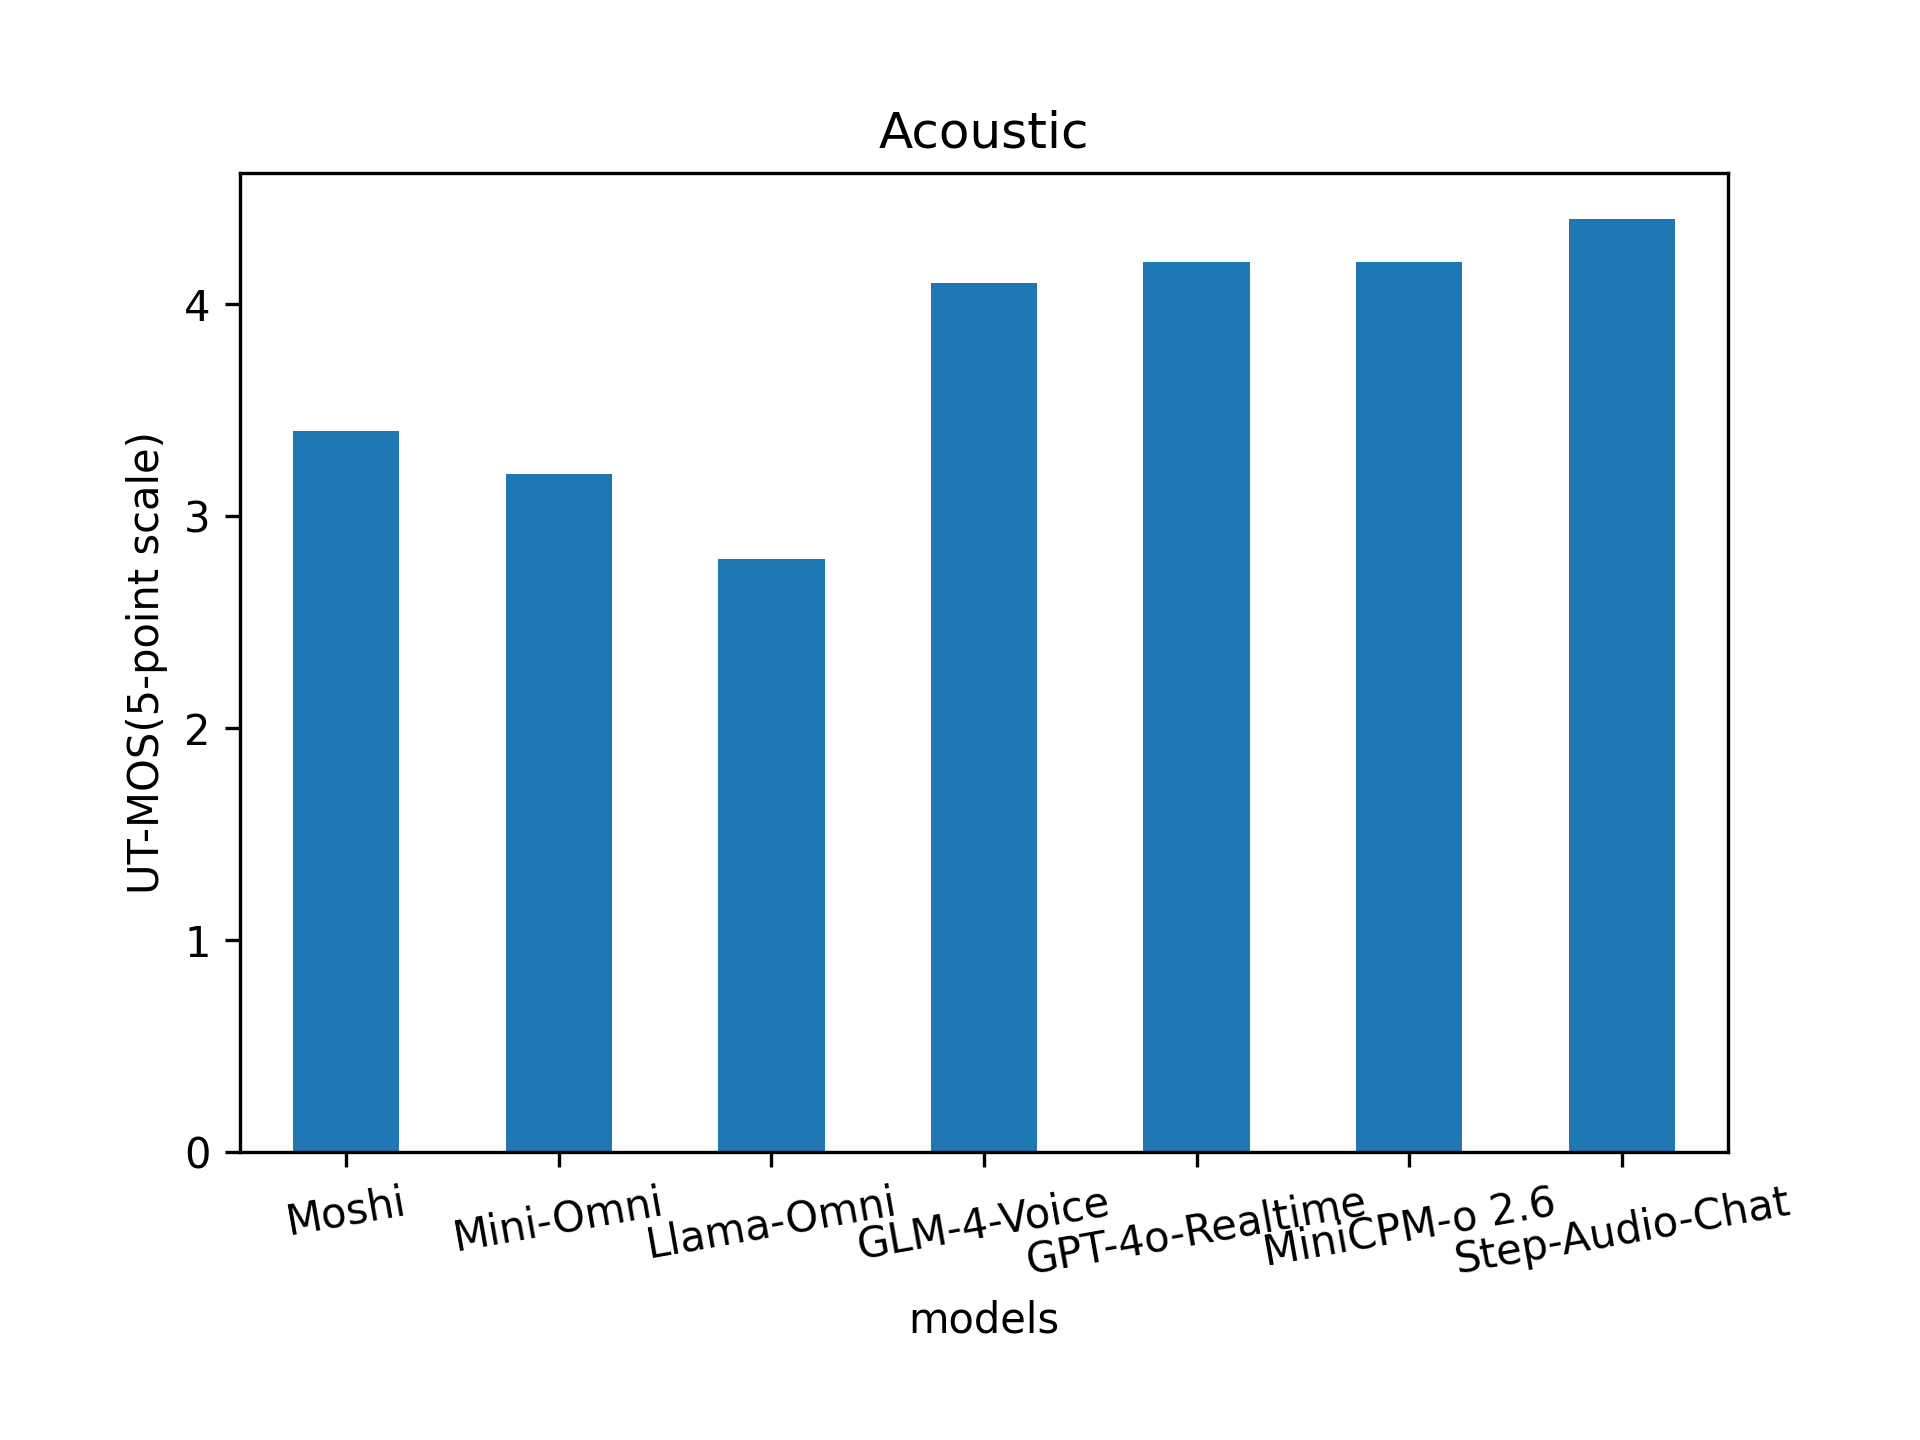 Acoustic
UT-MOS(5-point scale)
4
3
2
1
0
Moshi
Mini-Omni
Llama-Omni
GLM-4-Voice
GPT-4o-Realtime
MiniCPM-o 2.6
Step-Audio-Chat
models